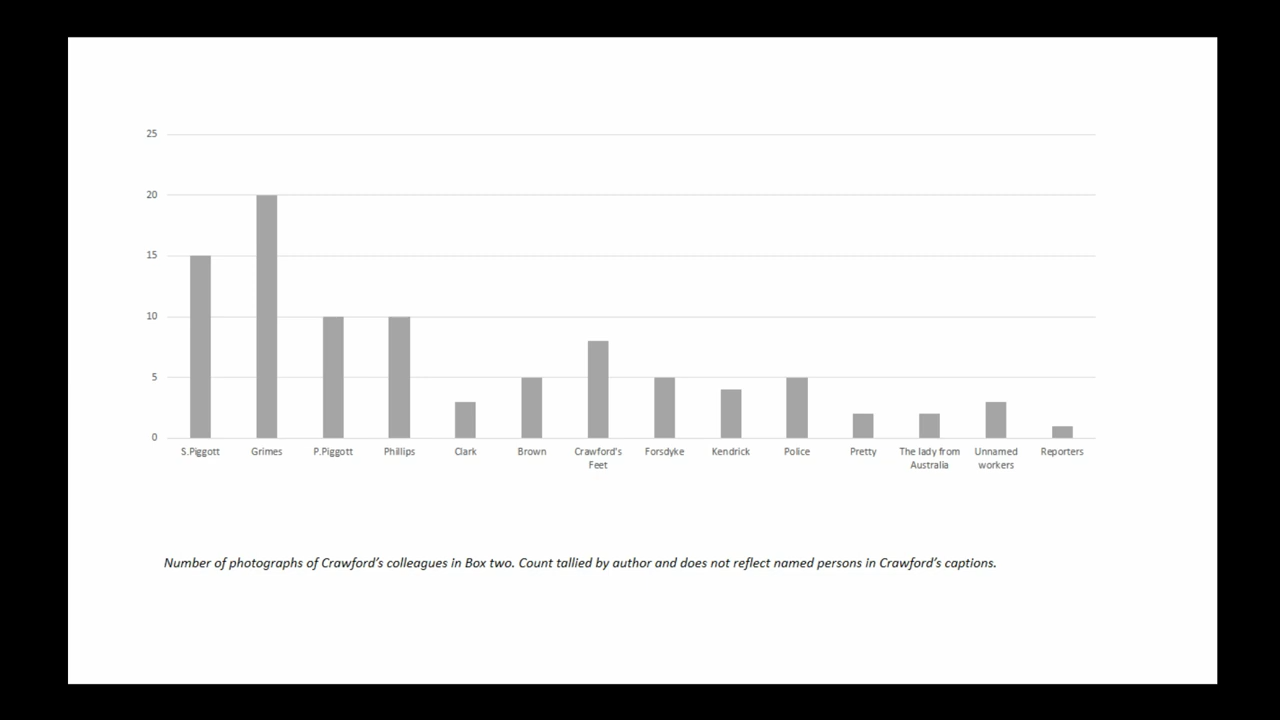 25
20
15
10
5
0
S.Piggott
Grimes
P.Piggott
Phillips
Clark
Brown
Crawford's
Feet
Forsdyke
Kendrick
Police
Pretty
The lady from
Australia
Unnamed
workers
Reporters
Number of photographs of Crawford’s colleagues in Box two. Count tallied by author and does not reflect named persons in Crawford’s captions.